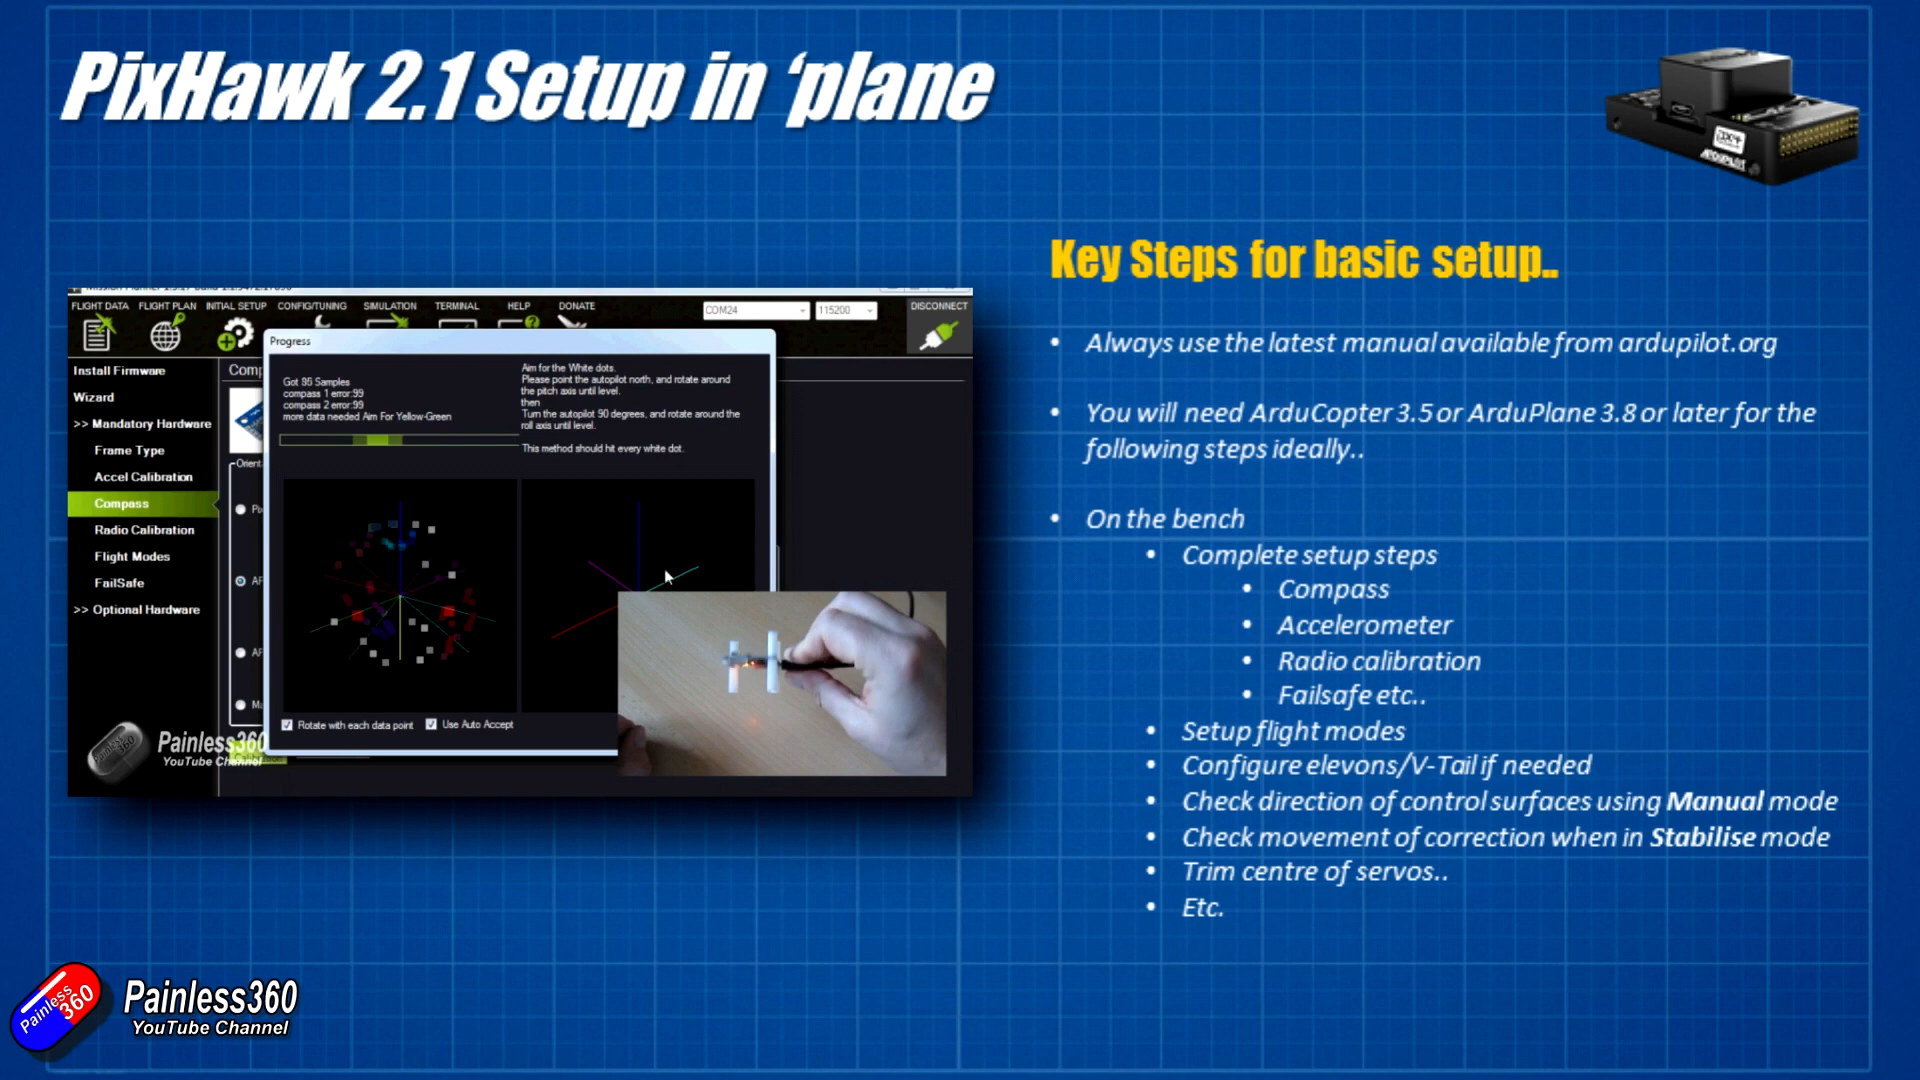 PixHawk 2.1 Setup in ‘plane
FLIGHT DATA FLIGHT PLAN INITIAL SETUP CONFIG/TUNING SIMULATION TERMINAL HELP DONATE
COM24
115200
DISCONNECT
Install Firmware
Wizard
>> Mandatory Hardware
Frame Type
Accel Calibration
Compass
Radio Calibration
Flight Modes
FailSafe
>> Optional Hardware
Comp
Orient
AP
Progress
Got 86 Samples
compass 1 error:99
compass 2 error:99
more data needed Aim For Yellow-Green
Aim for the White dots.
Please point the autopilot north, and rotate around
the pitch axis until level.
then
Turn the autopilot 90 degrees, and rotate around the
roll axis until level.
This method should hit every white dot.
Rotate with each data point
Use Auto Accept
Painless360
YouTube Channel
Key Steps for basic setup..
• Always use the latest manual available from ardupilot.org
• You will need ArduCopter 3.5 or ArduPlane 3.8 or later for the
following steps ideally..
• On the bench
• Complete setup steps
• Compass
• Accelerometer
• Radio calibration
• Failsafe etc..
• Setup flight modes
• Configure elevons/V-Tail if needed
• Check direction of control surfaces using Manual mode
• Check movement of correction when in Stabilise mode
• Trim centre of servos..
• Etc.
ARDUPILOT
Painless
360
Painless360
YouTube Channel